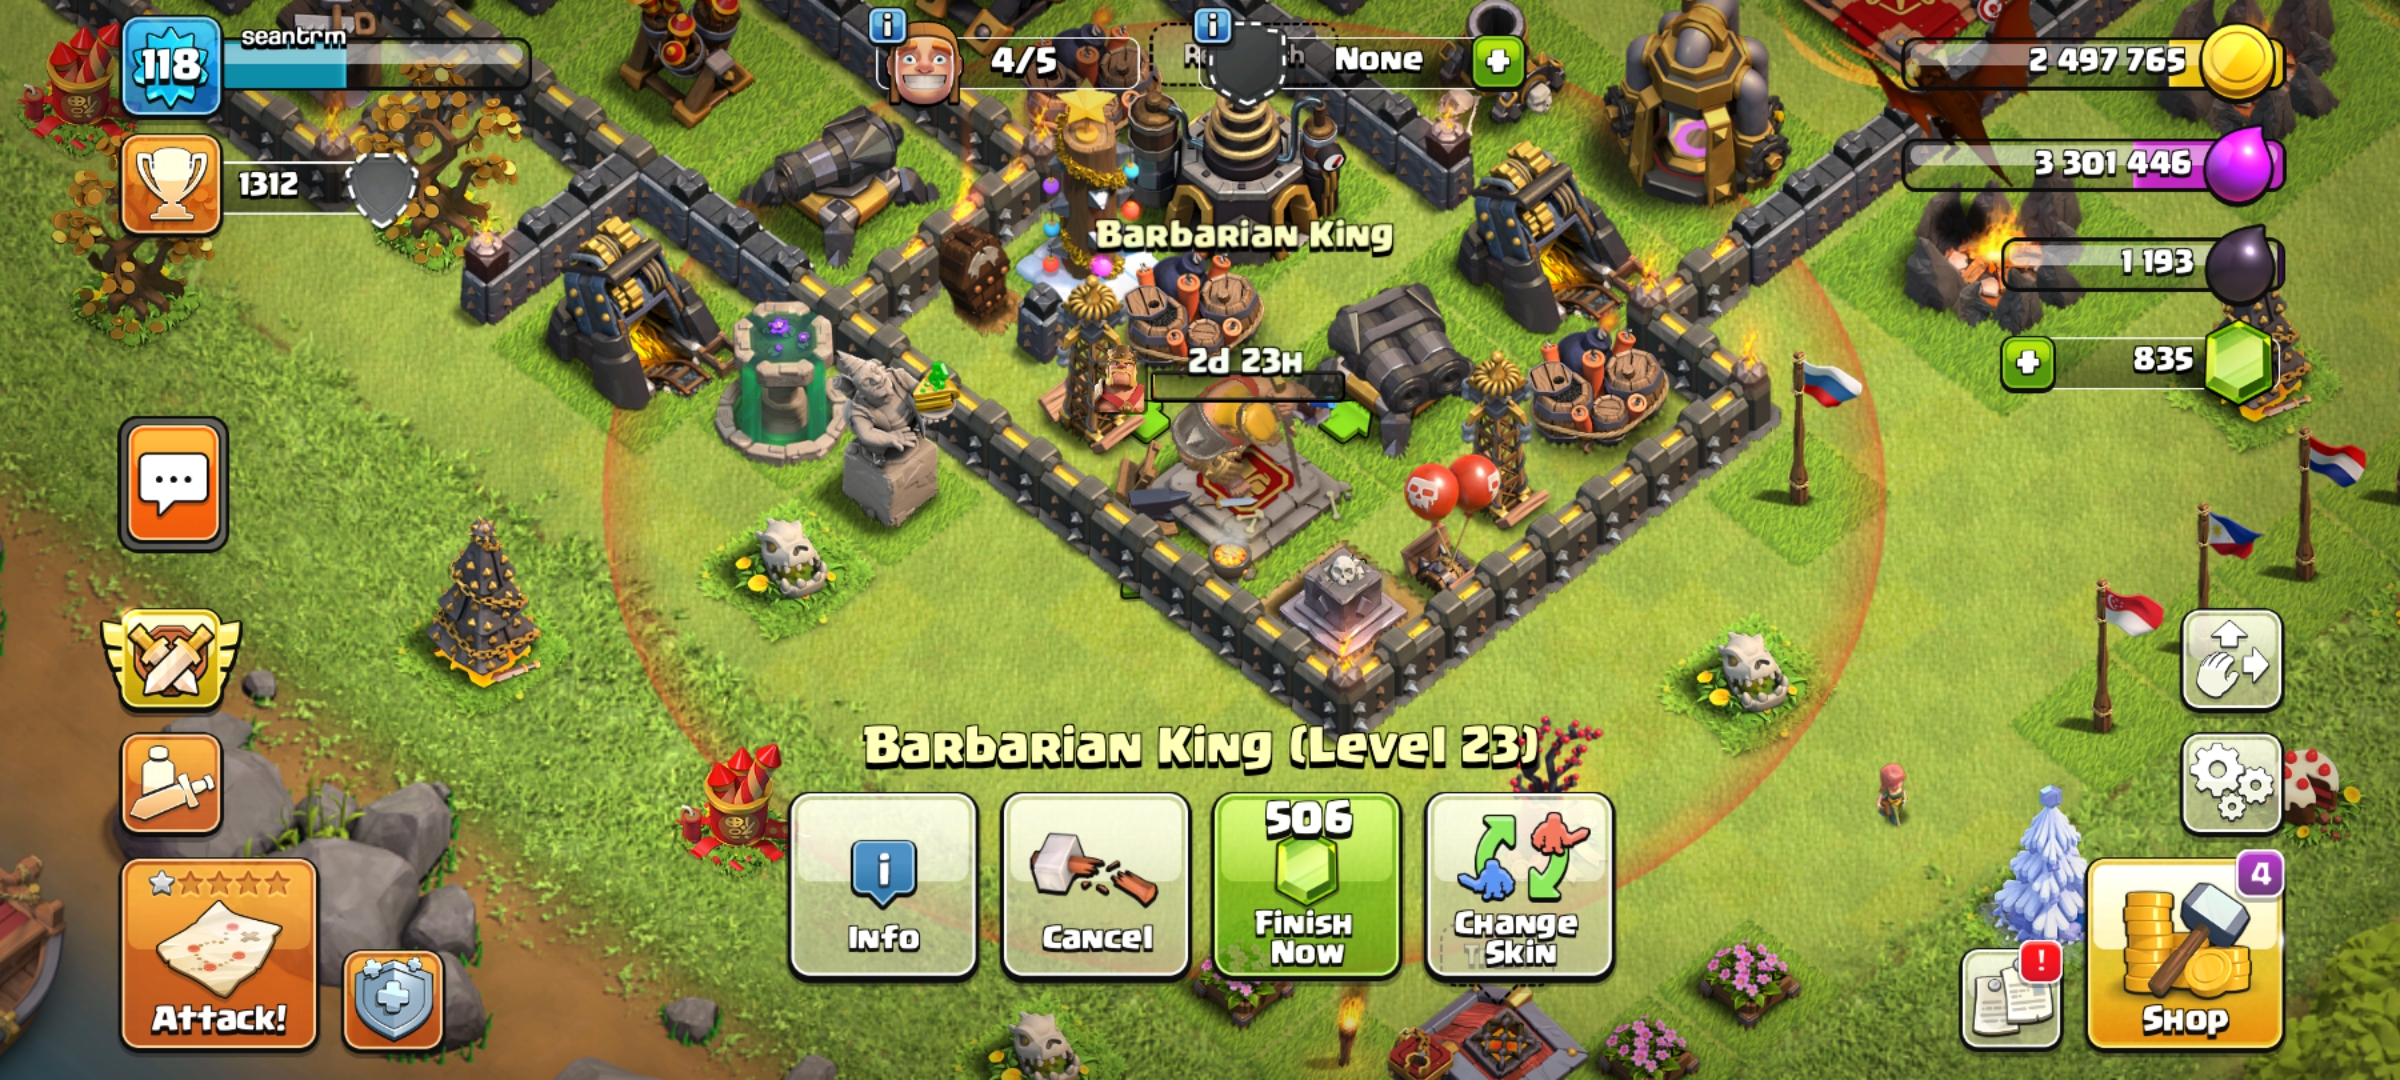 118
seantrm
4/5
None
2 497 765
1312
3 301 446
Barbarian King
1 193
2d 23h
835
Barbarian King (Level 23)
506
Info
Cancel
Finish Now
Change Skin
4
!
Attack!
Shop